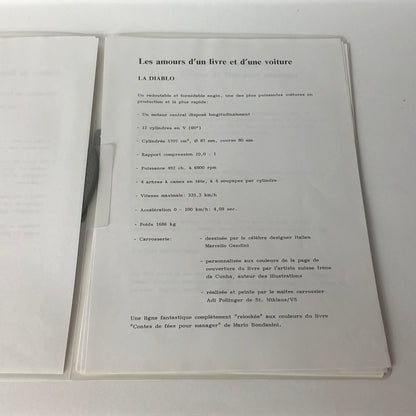 Les amours d'un livre et d'une voiture
LA DIABLO
Un redoutable et formidable engin, une des plus puissantes voitures en
production et la plus rapide:
- Un moteur central disposé longitudinalement
- 12 cylindres en V (60°)
- Cylindrée 5707 cm³, Ø 87 mm, course 80 mm
- Rapport compression 10,0 : 1
- Puissance 492 ch. à 6800 rpm
- 4 arbres à cames en tête, à 4 soupapes par cylindre
- Vitesse maximale: 325,3 km/h
- Accélération 0 - 100 km/h: 4,09 sec.
- Poids 1686 kg
- Carrosserie: - dessinée par le célèbre designer italien
Marcello Gandini
- personnalisée aux couleurs de la page de
couverture du livre par l'artiste suisse Irène
da Cunha, auteur des illustrations
- réalisée et peinte par le maître carrossier
Adi Pollinger de St. Niklaus/VS
Une ligne fantastique complètement "relookée" aux couleurs du livre
"Contes de fées pour manager" de Mario Bondanini.